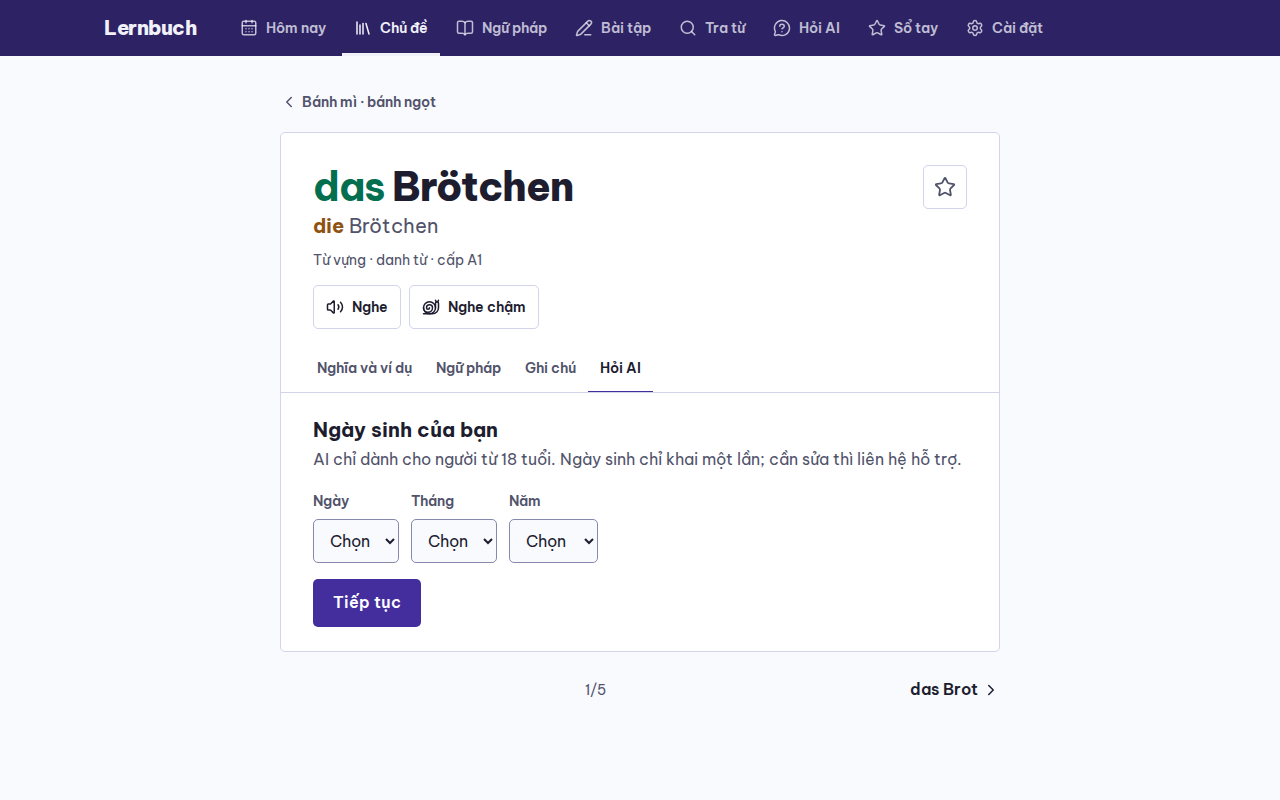 Lernbuch
Hôm nay
Chủ đề
Ngữ pháp
Bài tập
Tra từ
Hỏi AI
Sổ tay
Cài đặt
Bánh mì · bánh ngọt
das Brötchen
die Brötchen
Từ vựng · danh từ · cấp A1
Nghe
Nghe chậm
Nghĩa và ví dụ
Ngữ pháp
Ghi chú
Hỏi AI
Ngày sinh của bạn
AI chỉ dành cho người từ 18 tuổi. Ngày sinh chỉ khai một lần; cần sửa thì liên hệ hỗ trợ.
Ngày
Tháng
Năm
Chọn
Chọn
Chọn
Tiếp tục
1/5
das Brot